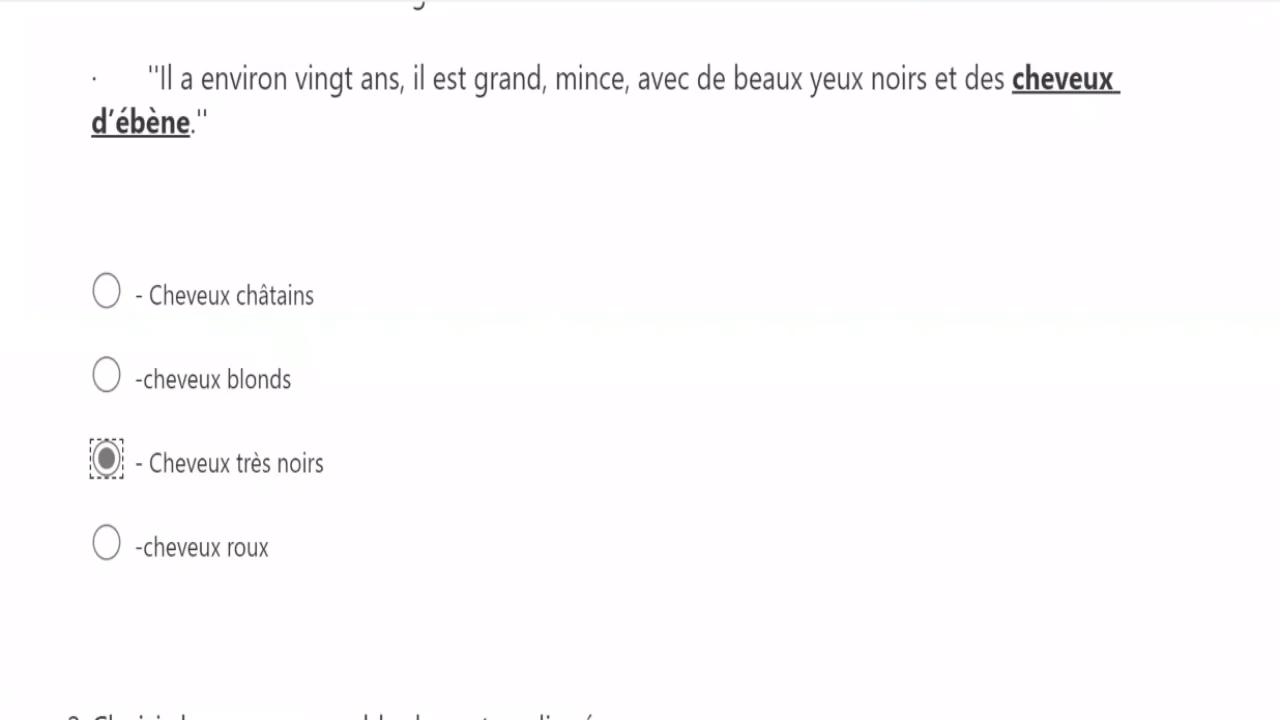 · "Il a environ vingt ans, il est grand, mince, avec de beaux yeux noirs et des cheveux
d’ébène."
- Cheveux châtains
-cheveux blonds
- Cheveux très noirs
-cheveux roux